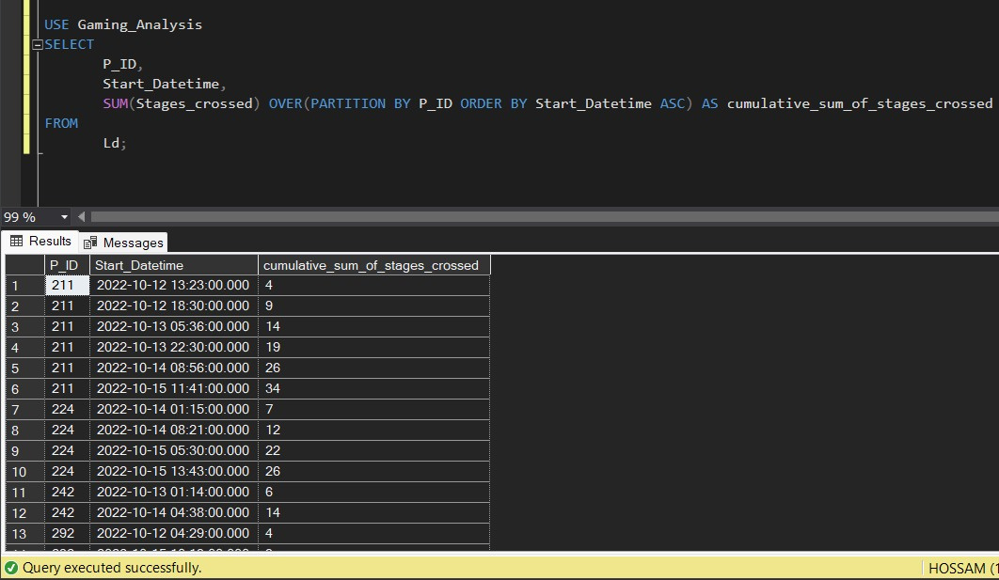 USE Gaming_Analysis
SELECT
P_ID,
Start_Datetime,
SUM(Stages_crossed) OVER(PARTITION BY P_ID ORDER BY Start_Datetime ASC) AS cumulative_sum_of_stages_crossed
FROM
Ld;
99 %
Results Messages
P_ID Start_Datetime cumulative_sum_of_stages_crossed
1 211 2022-10-12 13:23:00.000 4
2 211 2022-10-12 18:30:00.000 9
3 211 2022-10-13 05:36:00.000 14
4 211 2022-10-13 22:30:00.000 19
5 211 2022-10-14 08:56:00.000 26
6 211 2022-10-15 11:41:00.000 34
7 224 2022-10-14 01:15:00.000 7
8 224 2022-10-14 08:21:00.000 12
9 224 2022-10-15 05:30:00.000 22
10 224 2022-10-15 13:43:00.000 26
11 242 2022-10-13 01:14:00.000 6
12 242 2022-10-14 04:38:00.000 14
13 292 2022-10-12 04:29:00.000 4
Query executed successfully. HOSSAM (1